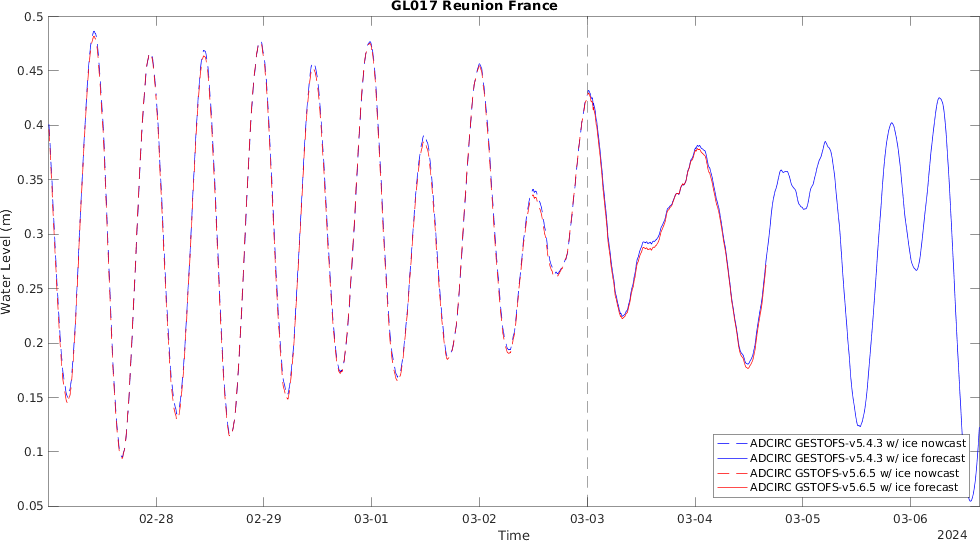 GL017 Reunion France
0.5
0.45
0.4
0.35
0.3
0.25
0.2
0.15
0.1
0.05
Water Level (m)
02-28 02-29 03-01 03-02 03-03 03-04 03-05 03-06
Time
2024
ADCIRC GESTOFS-v5.4.3 w/ ice nowcast
ADCIRC GESTOFS-v5.4.3 w/ ice forecast
ADCIRC GSTOFS-v5.6.5 w/ ice nowcast
ADCIRC GSTOFS-v5.6.5 w/ ice forecast